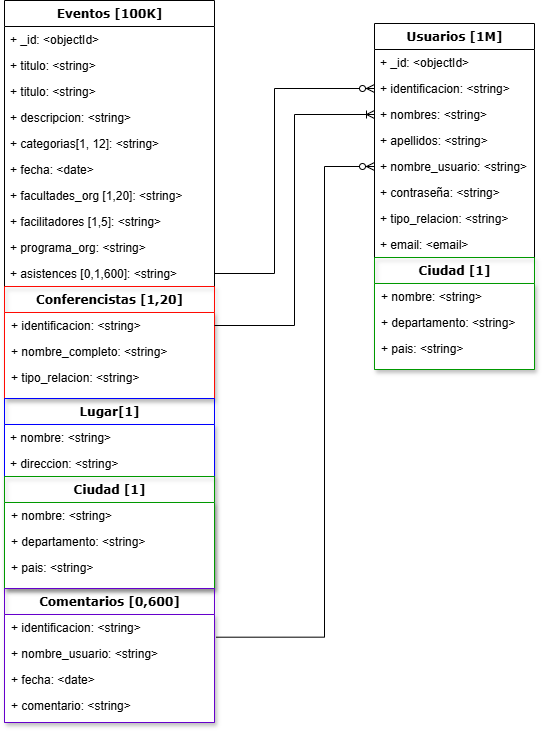 Eventos [100K]
+ _id: <objectId>
+ titulo: <string>
+ titulo: <string>
+ descripcion: <string>
+ categorias[1, 12]: <string>
+ fecha: <date>
+ facultades_org [1,20]: <string>
+ facilitadores [1,5]: <string>
+ programa_org: <string>
+ asistences [0,1,600]: <string>
Conferencistas [1,20]
+ identificacion: <string>
+ nombre_completo: <string>
+ tipo_relacion: <string>
Lugar[1]
+ nombre: <string>
+ direccion: <string>
Ciudad [1]
+ nombre: <string>
+ departamento: <string>
+ pais: <string>
Comentarios [0,600]
+ identificacion: <string>
+ nombre_usuario: <string>
+ fecha: <date>
+ comentario: <string>
Usuarios [1M]
+ _id: <objectId>
+ identificacion: <string>
+ nombres: <string>
+ apellidos: <string>
+ nombre_usuario: <string>
+ contraseña: <string>
+ tipo_relacion: <string>
+ email: <email>
Ciudad [1]
+ nombre: <string>
+ departamento: <string>
+ pais: <string>